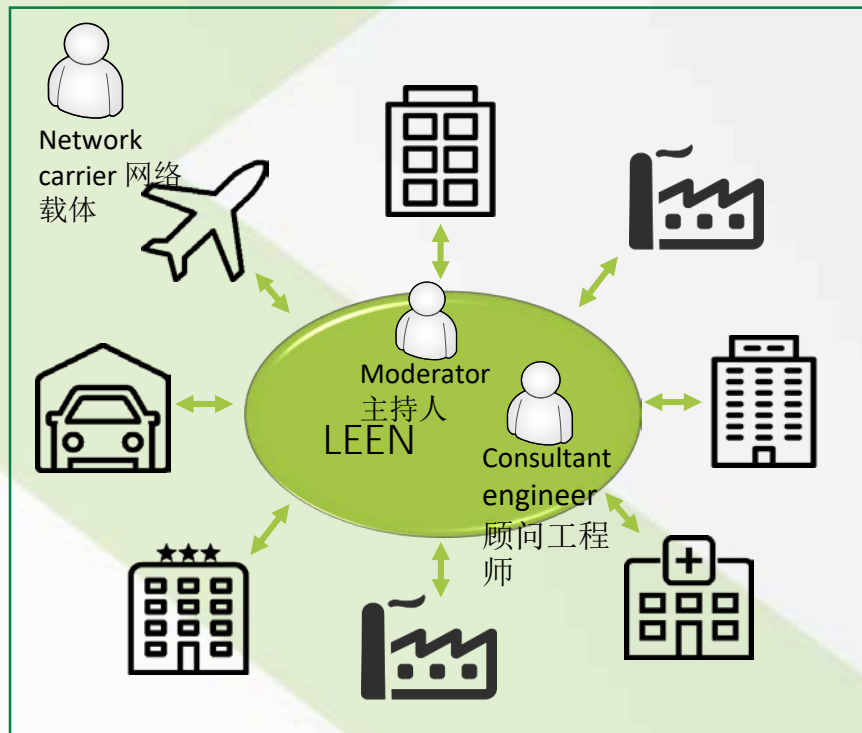 Network
carrier 网络
载体
Moderator
主持人
LEEN
Consultant
engineer
顾问工程
师